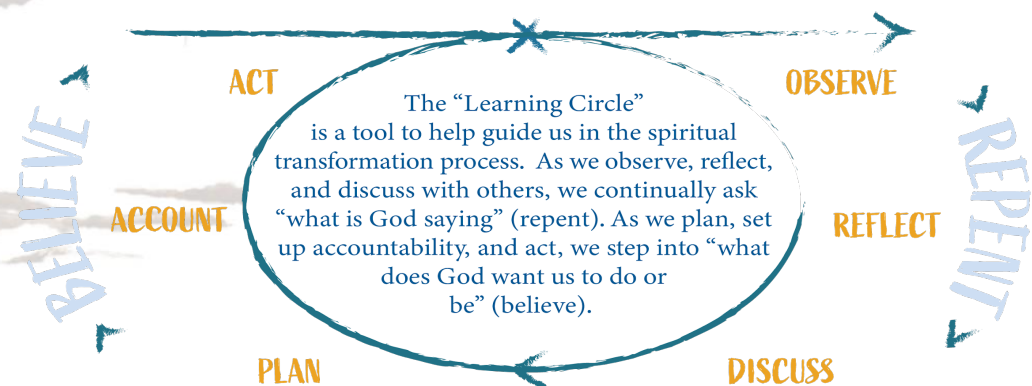 ACT
OBSERVE
BELIEVE
REPENT
The “Learning Circle”
is a tool to help guide us in the spiritual
transformation process.  As we observe, reflect,
and discuss with others, we continually ask
“what is God saying” (repent). As we plan, set
up accountability, and act, we step into “what
does God want us to do or
be” (believe).
ACCOUNT
REFLECT
PLAN
DISCUSS